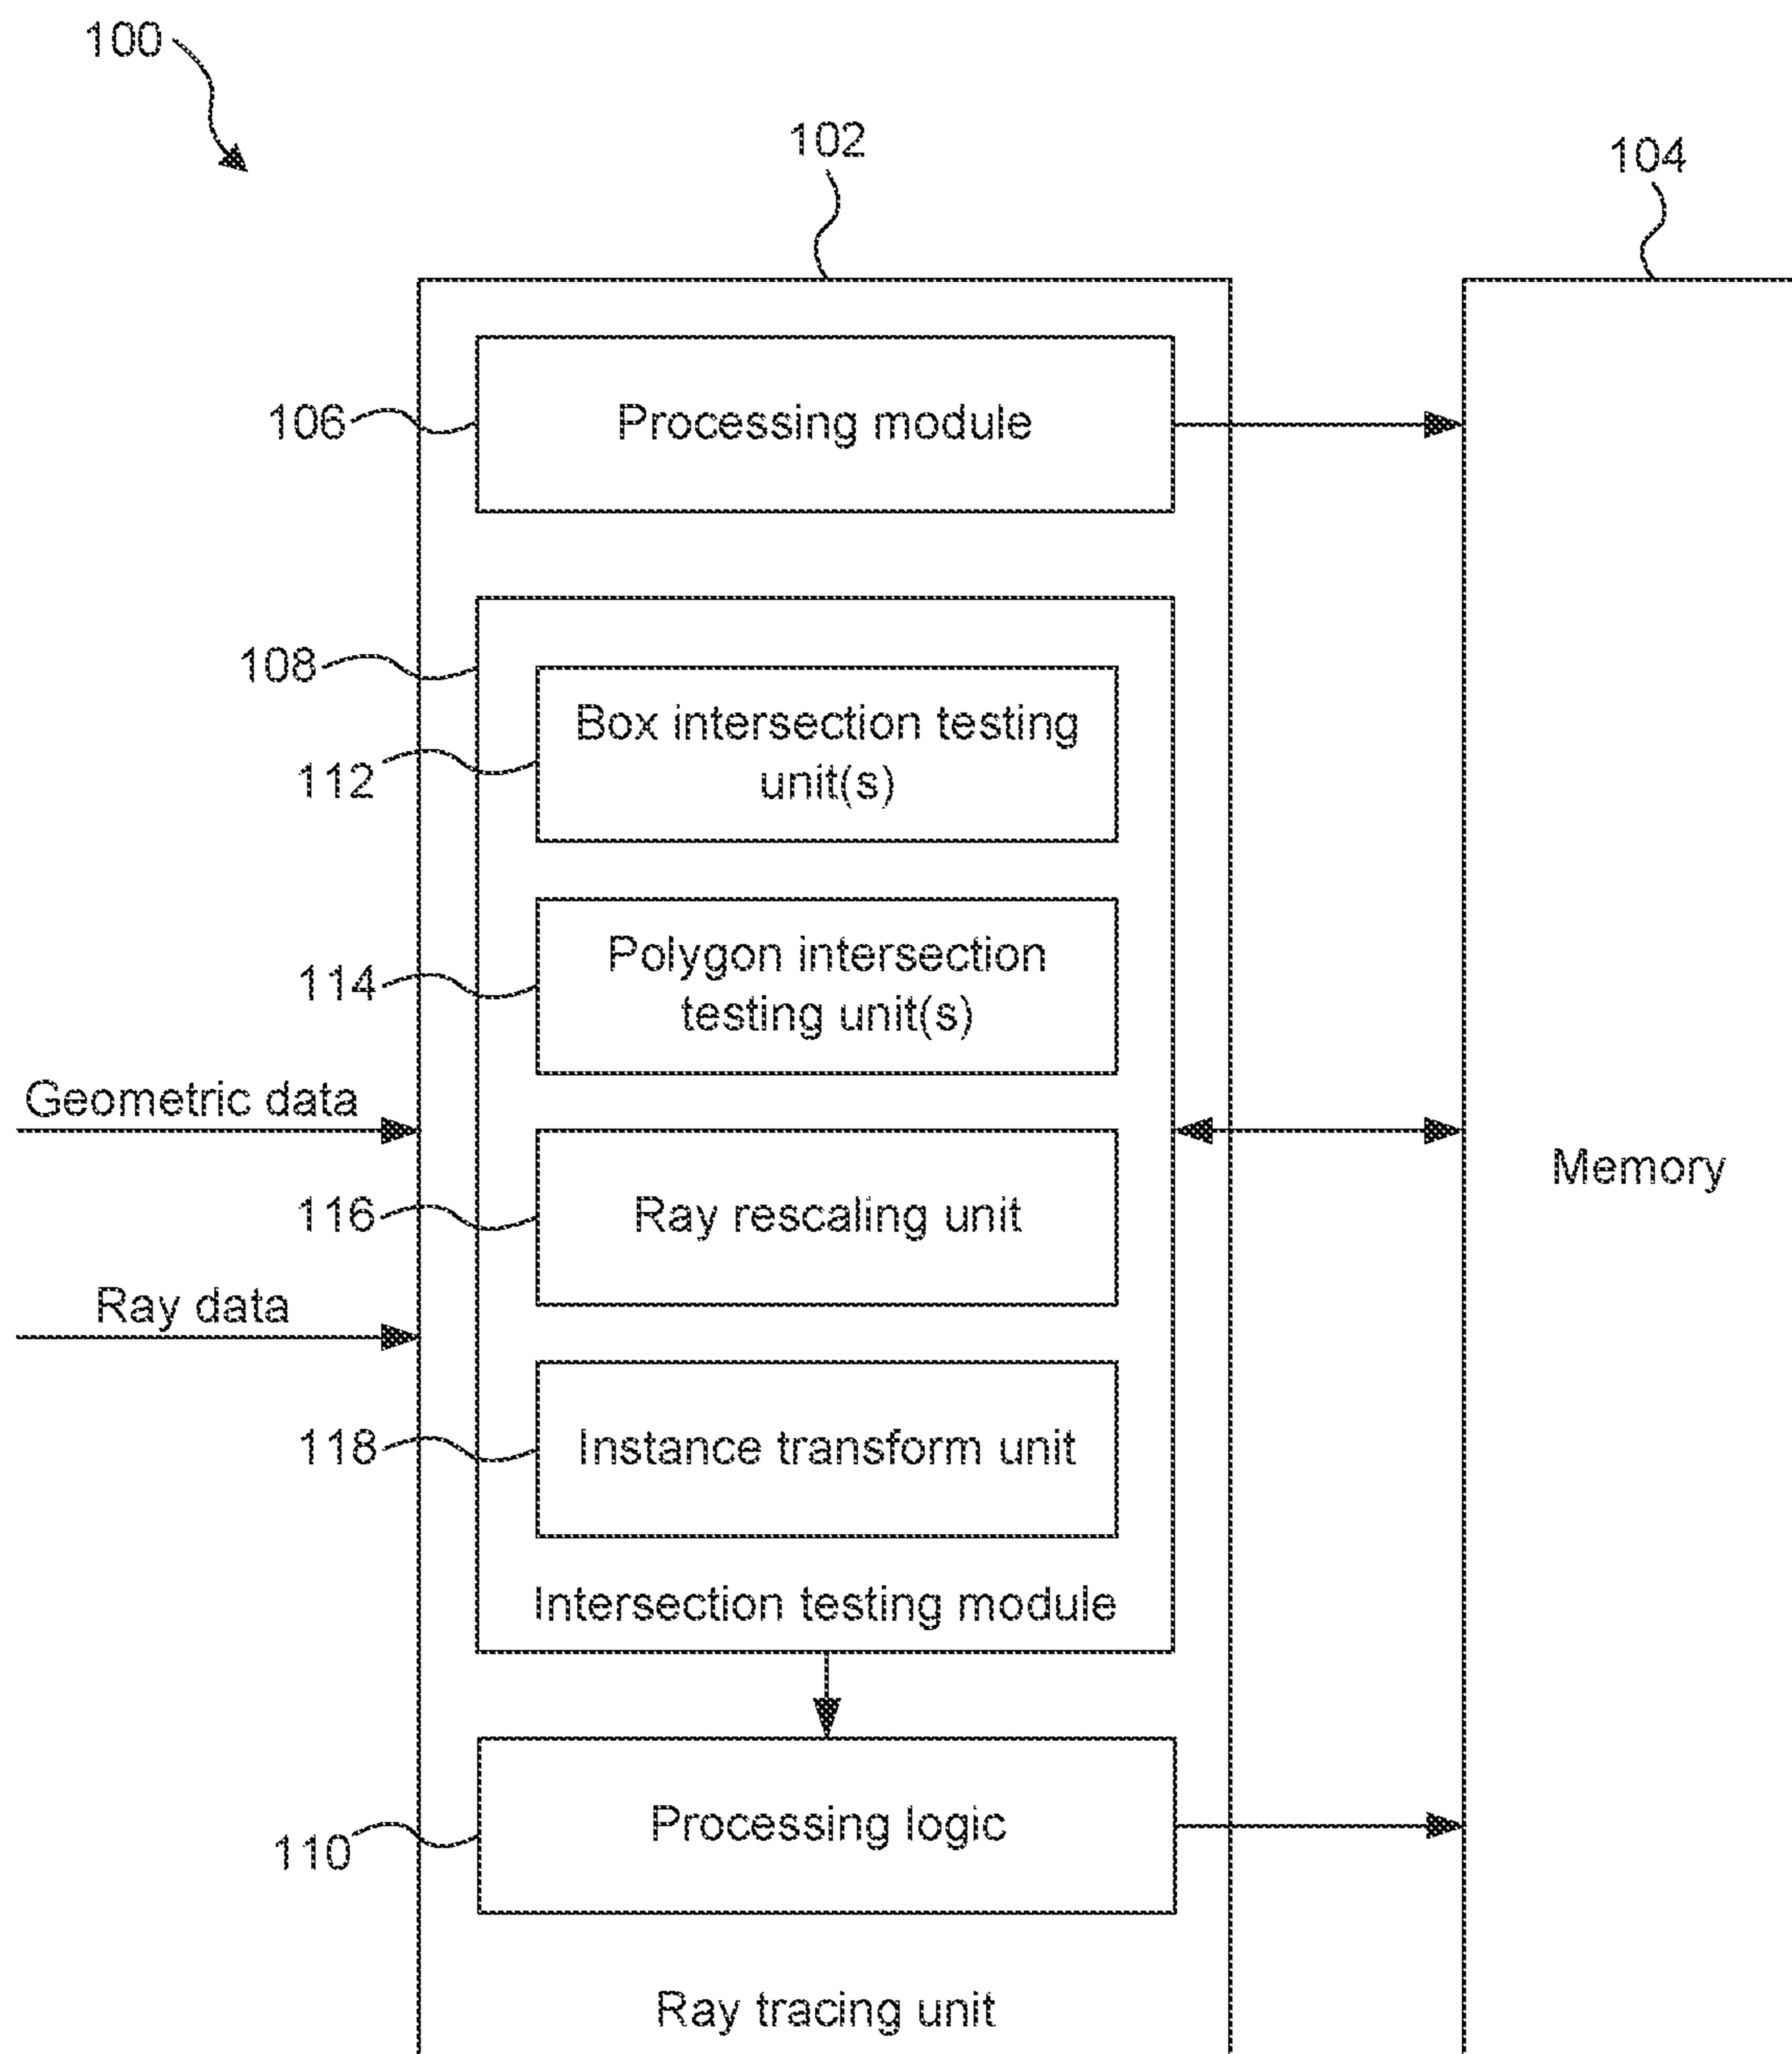 100
102
104
106
Processing module
108
Box intersection testing
unit(s)
112
Polygon intersection
testing unit(s)
114
Geometric data
Memory
116
Ray rescaling unit
Ray data
118
Instance transform unit
Intersection testing module
Processing logic
110
Ray tracing unit